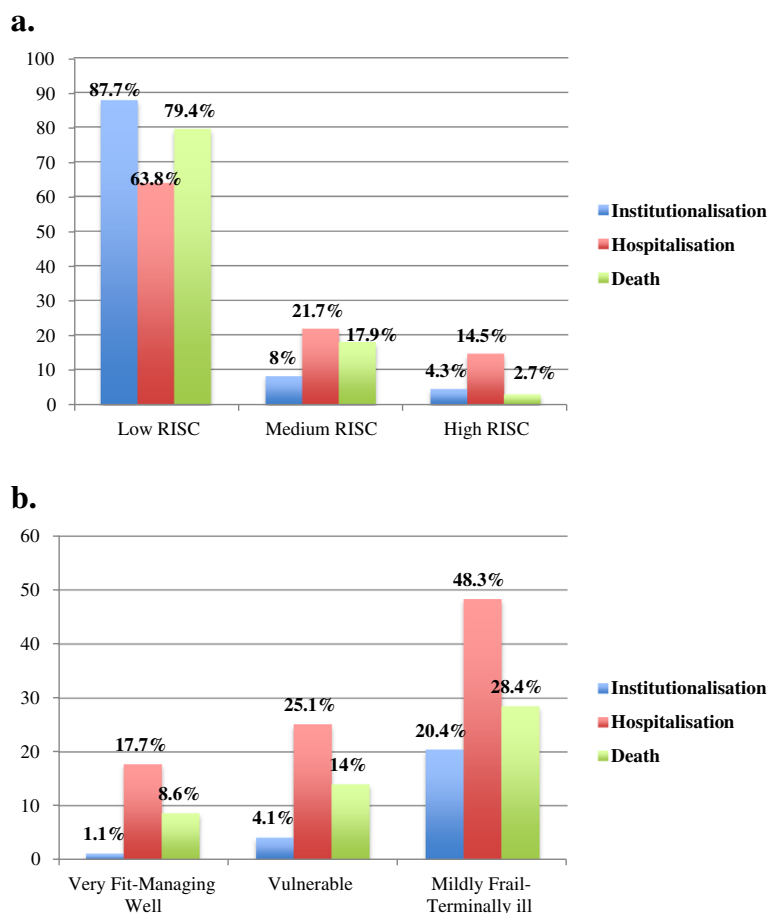 a.
100
90
80
70
60
50
40
30
20
10
0
87.7%
63.8%
79.4%
8%
21.7%
17.9%
4.3%
14.5%
2.7%
Low RISC
Medium RISC
High RISC
Institutionalisation
Hospitalisation
Death
b.
60
50
40
30
20
10
0
1.1%
17.7%
8.6%
4.1%
25.1%
14%
20.4%
48.3%
28.4%
Very Fit-Managing
Well
Vulnerable
Mildly Frail-
Terminally ill
Institutionalisation
Hospitalisation
Death